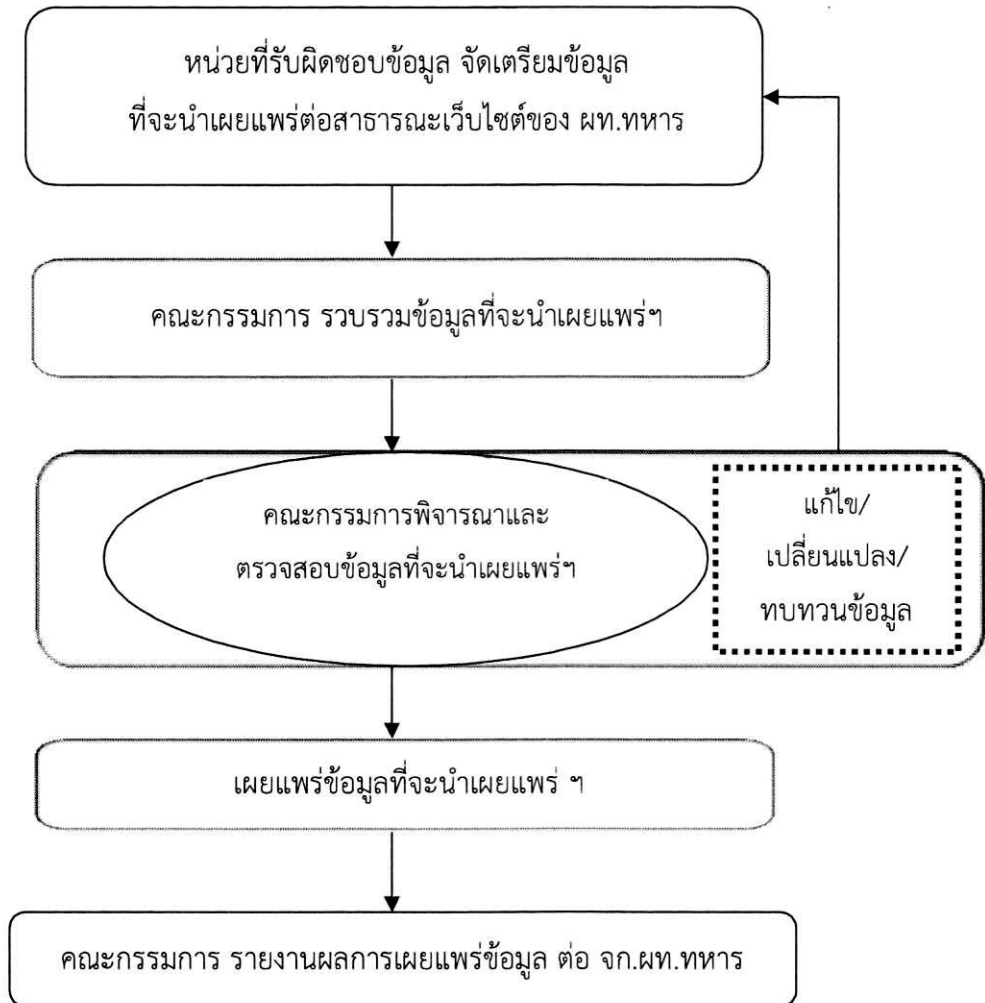 หน่วยที่รับผิดชอบข้อมูล จัดเตรียมข้อมูล
ที่จะนำเผยแพร่ต่อสาธารณะเว็บไซต์ของ ผท.ทหาร
คณะกรรมการ รวบรวมข้อมูลที่จะนำเผยแพร่ฯ
คณะกรรมการพิจารณาและ
ตรวจสอบข้อมูลที่จะนำเผยแพร่ฯ
แก้ไข/
เปลี่ยนแปลง/
ทบทวนข้อมูล
เผยแพร่ข้อมูลที่จะนำเผยแพร่ ฯ
คณะกรรมการ รายงานผลการเผยแพร่ข้อมูล ต่อ จก.ผท.ทหาร